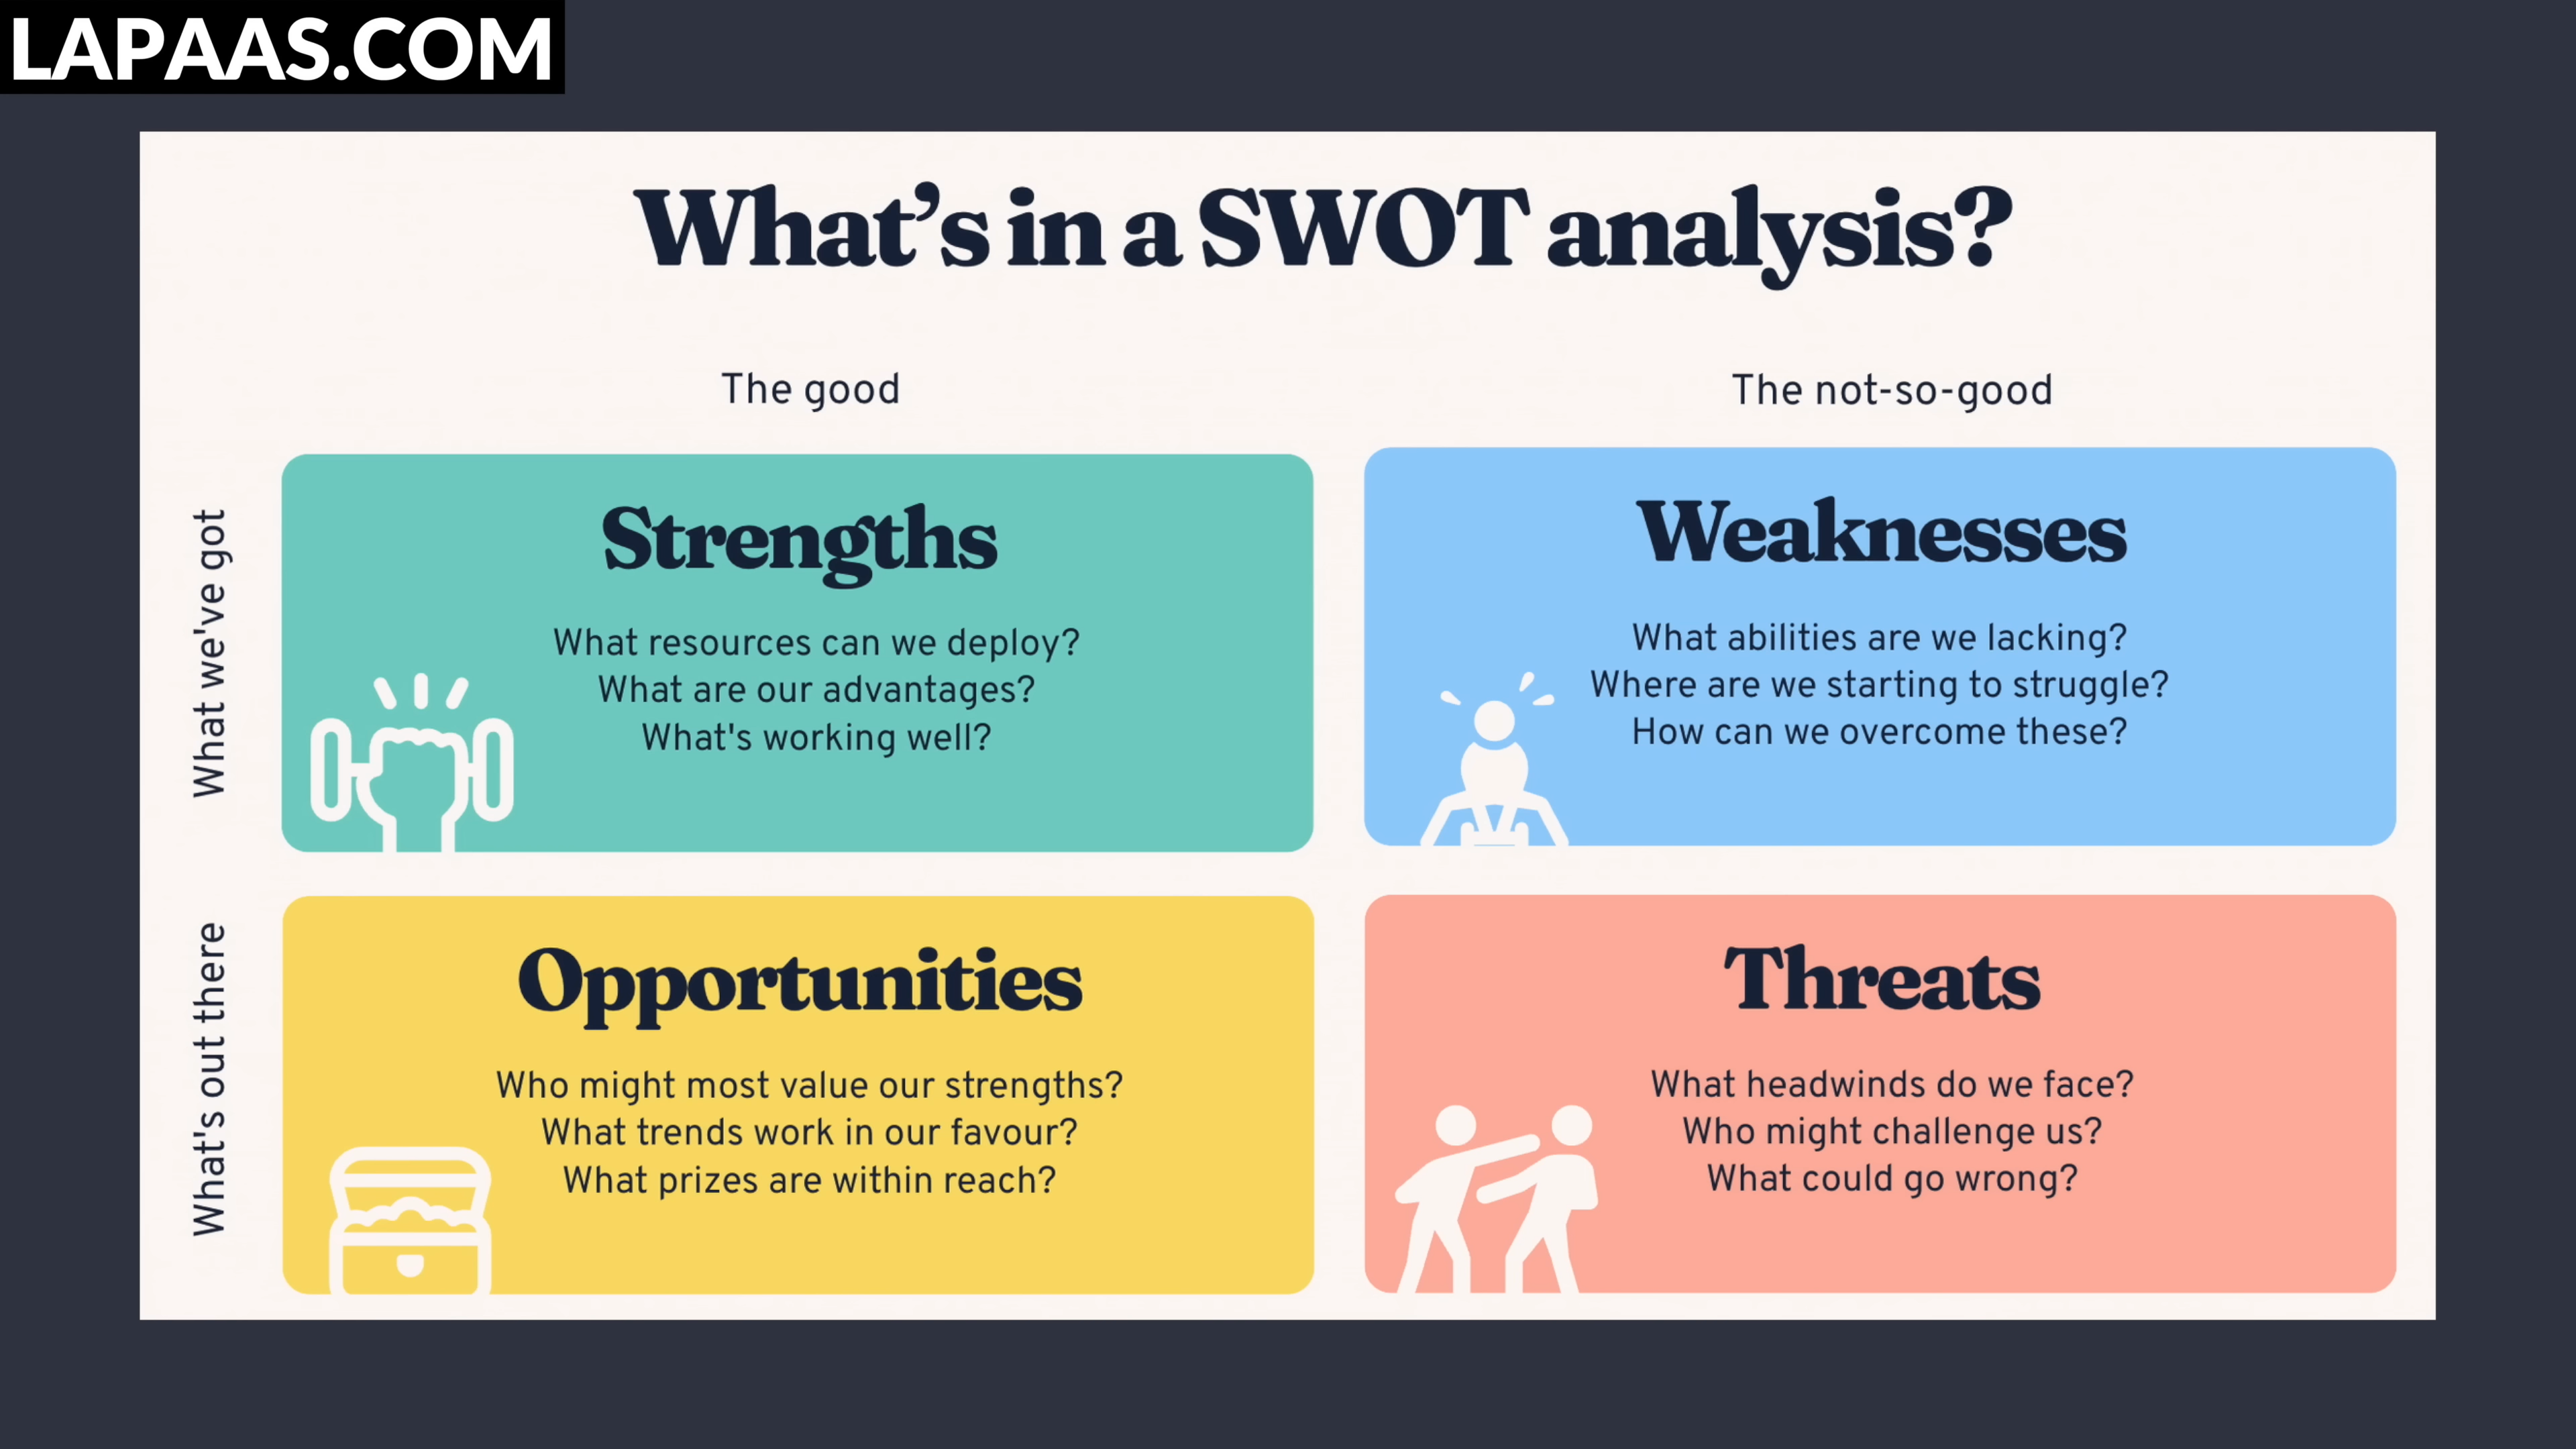 LAPAAS.COM
What’s in a SWOT analysis?
The good
The not-so-good
What we've got
Strengths
What resources can we deploy?
What are our advantages?
What's working well?
Weaknesses
What abilities are we lacking?
Where are we starting to struggle?
How can we overcome these?
What's out there
Opportunities
Who might most value our strengths?
What trends work in our favour?
What prizes are within reach?
Threats
What headwinds do we face?
Who might challenge us?
What could go wrong?